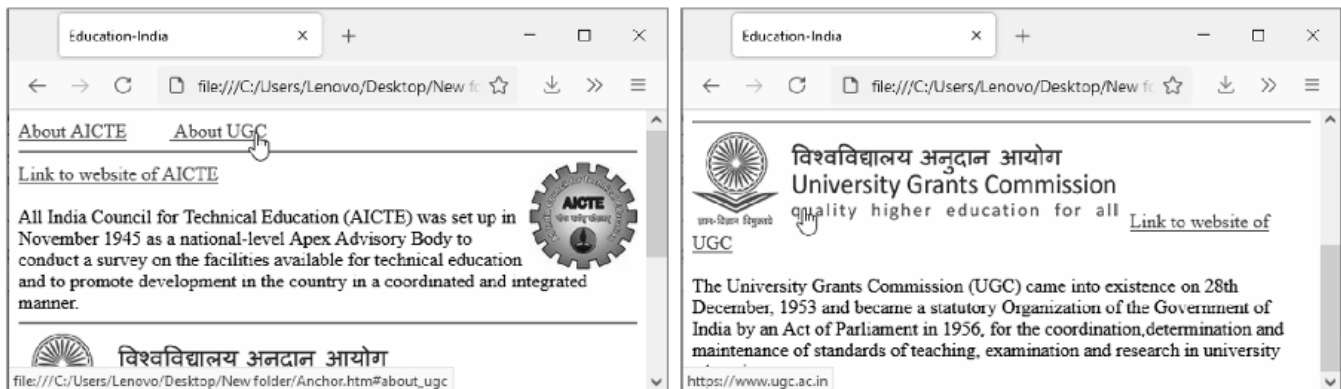 Education-India
file:///C:/Users/Lenovo/Desktop/New fo
About AICTE About UGC
Link to website of AICTE
AICTE
All India Council for Technical Education (AICTE) was set up in
November 1945 as a national-level Apex Advisory Body to
conduct a survey on the facilities available for technical education
and to promote development in the country in a coordinated and integrated
manner.
विश्वविद्यालय अनुदान आयोग
file:///C:/Users/Lenovo/Desktop/New folder/Anchor.htm#about_ugc
Education-India
file:///C:/Users/Lenovo/Desktop/New fo
विश्वविद्यालय अनुदान आयोग
University Grants Commission
quality higher education for all
ज्ञान-विज्ञान विमुक्तये
Link to website of
UGC
The University Grants Commission (UGC) came into existence on 28th
December, 1953 and became a statutory Organization of the Government of
India by an Act of Parliament in 1956, for the coordination,determination and
maintenance of standards of teaching, examination and research in university
https://www.ugc.ac.in